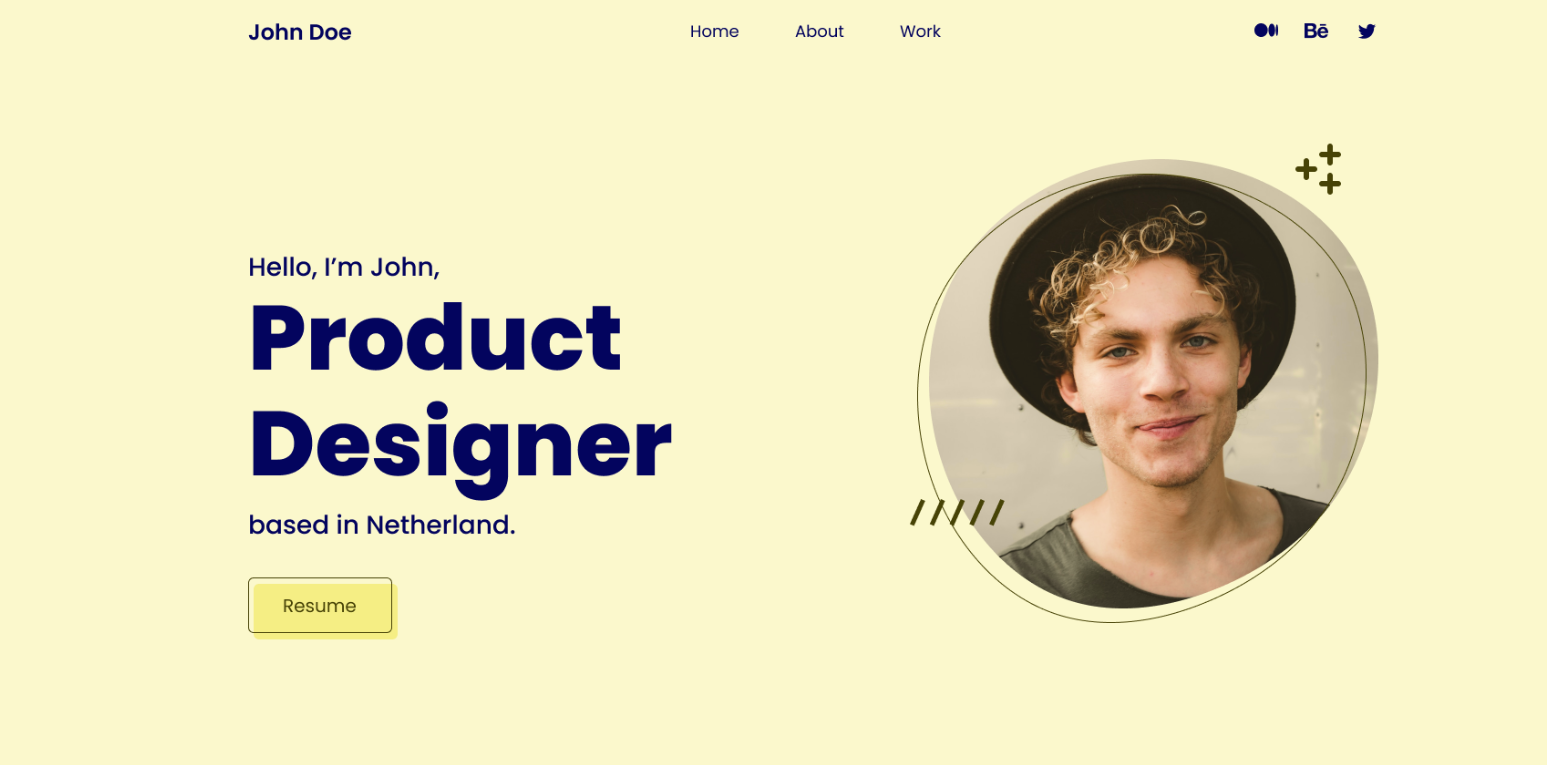 John Doe
Home About Work
Bē
Hello, I’m John,
Product
Designer
based in Netherland.
Resume